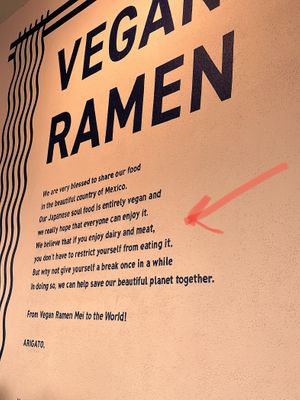 VEGAN
RAMEN
We are very blessed to share our food
in the beautiful country of Mexico.
Our Japanese soul food is entirely vegan and
we really hope that everyone can enjoy it.
We believe that if you enjoy dairy and meat,
you don't have to restrict yourself from eating it.
But why not give yourself a break once in a while
In doing so, we can help save our beautiful planet together.
From Vegan Ramen Mei to the World!
ARIGATO,